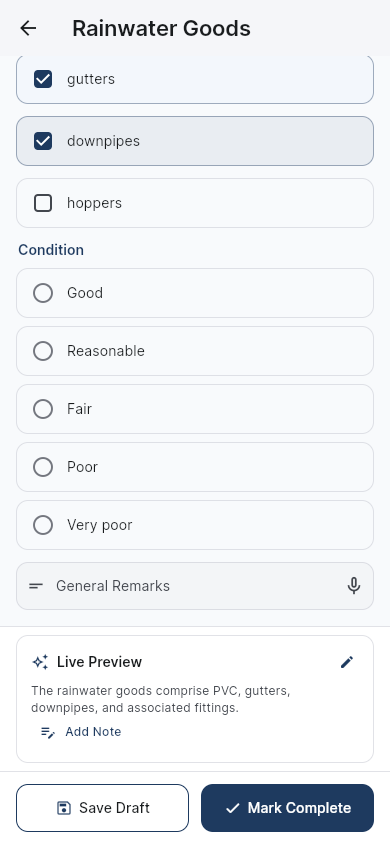 Rainwater Goods
gutters
downpipes
hoppers
Condition
Good
Reasonable
Fair
Poor
Very poor
General Remarks
Live Preview
The rainwater goods comprise PVC, gutters,
downpipes, and associated fittings.
Add Note
Save Draft
Mark Complete